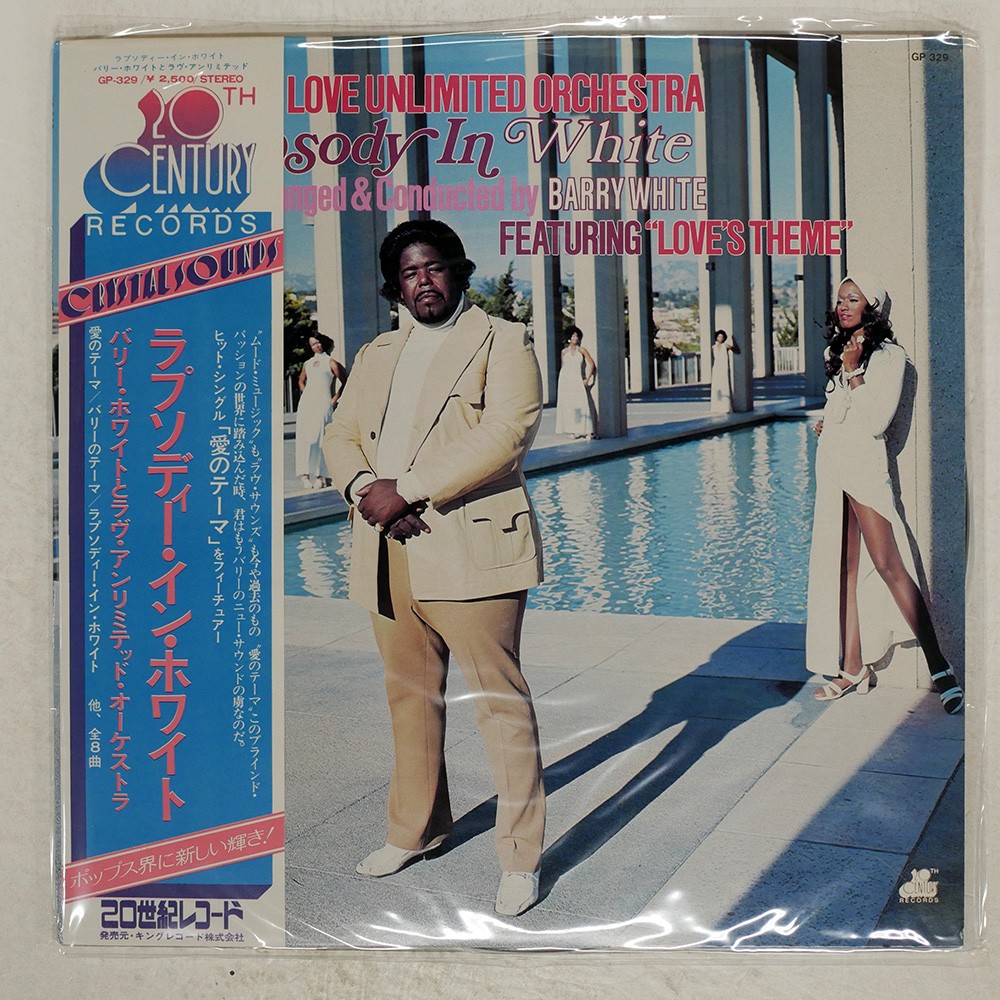 ラプソディー・イン・ホワイト
バリー・ホワイトとラヴ・アンリミテッド
GP-329/¥2,500/STEREO
20TH
CENTURY
RECORDS
CRYSTAL SOUNDS
"ムード・ミュージック"も"ラヴ・サウンズ"も今や過去のもの"愛のテーマ"このブラインド・
パッションの世界に踏み込んだ時、君はもうバリーのニュー・サウンドの虜なのだ。
ヒット・シングル「愛のテーマ」をフィーチュアー
ラプソディー・イン・ホワイト
バリー・ホワイトとラヴ・アンリミテッド・オーケストラ
愛のテーマ/バリーのテーマ/ラプソディー・イン・ホワイト 他、全8曲
ポップス界に新しい輝き!
20世紀レコード
発売元・キングレコード株式会社
GP 329
LOVE UNLIMITED ORCHESTRA
sody In White
nged & Conducted by BARRY WHITE
FEATURING "LOVE'S THEME"
20TH
CENTURY
RECORDS